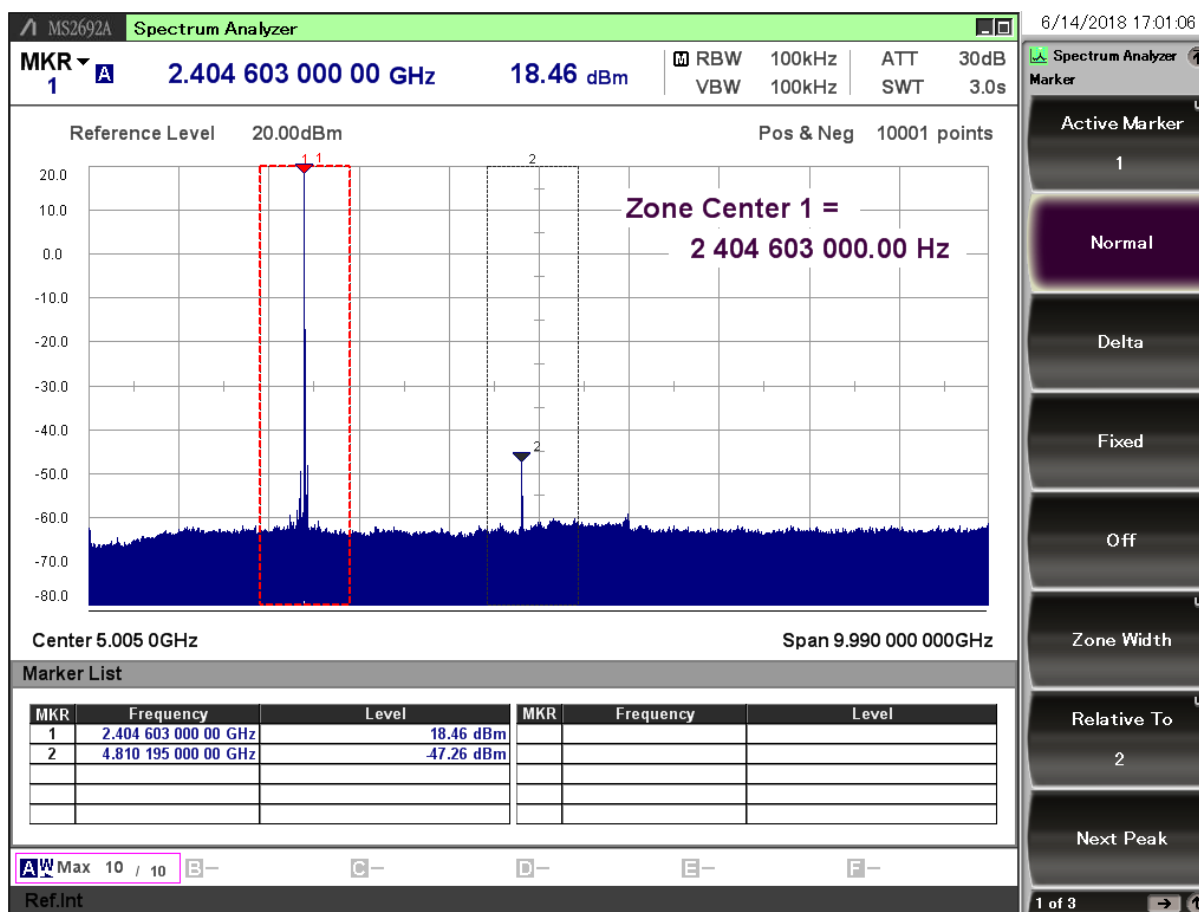 MS2692A Spectrum Analyzer
6/14/2018 17:01:06
MKR 1 A 2.404 603 000 00 GHz 18.46 dBm
M RBW 100kHz ATT 30dB
VBW 100kHz SWT 3.0s
Reference Level 20.00dBm Pos & Neg 10001 points
1 1 2
20.0
10.0
0.0
-10.0
-20.0
-30.0
-40.0
-50.0
-60.0
-70.0
-80.0
Zone Center 1 =
2 404 603 000.00 Hz
2
Center 5.005 0GHz Span 9.990 000 000GHz
Marker List
MKR Frequency Level MKR Frequency Level
1 2.404 603 000 00 GHz 18.46 dBm
2 4.810 195 000 00 GHz -47.26 dBm
A W Max 10 / 10 B- C- D- E- F-
Ref.Int
Spectrum Analyzer
Marker
Active Marker
1
Normal
Delta
Fixed
Off
Zone Width
Relative To
2
Next Peak
1 of 3